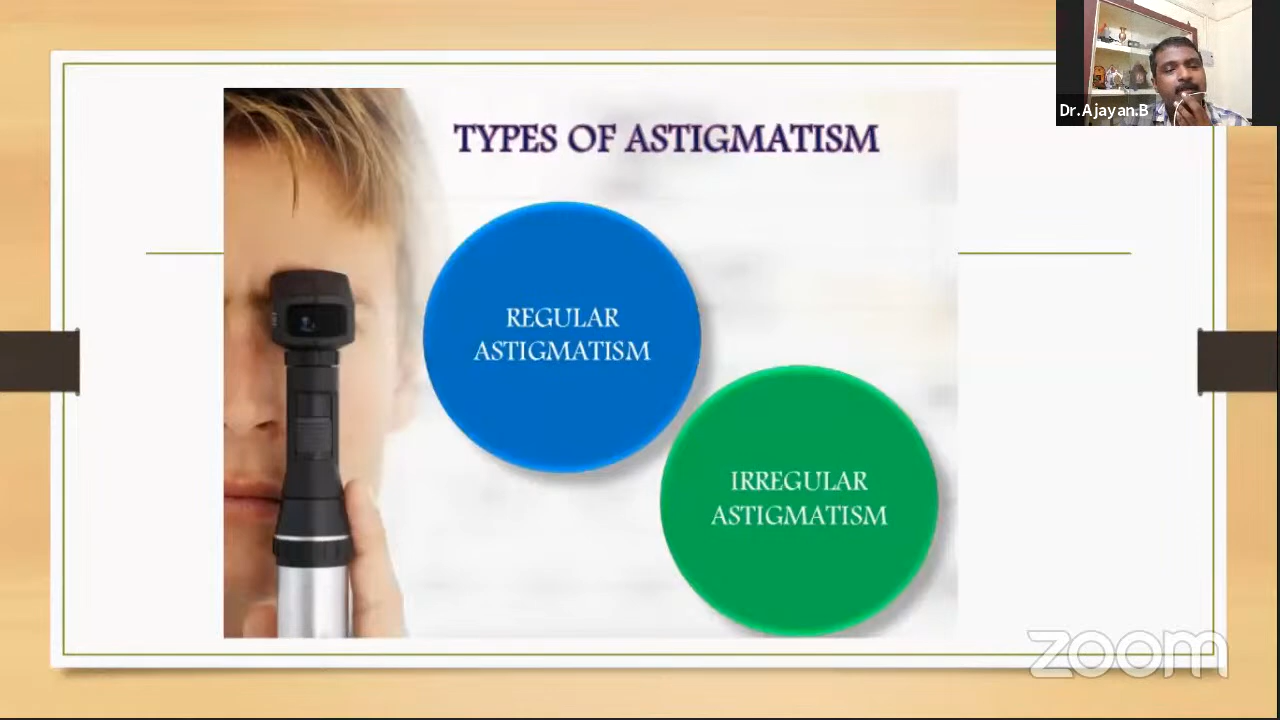 Dr.Ajayan.B
TYPES OF ASTIGMATISM
REGULAR
ASTIGMATISM
IRREGULAR
ASTIGMATISM
zoom